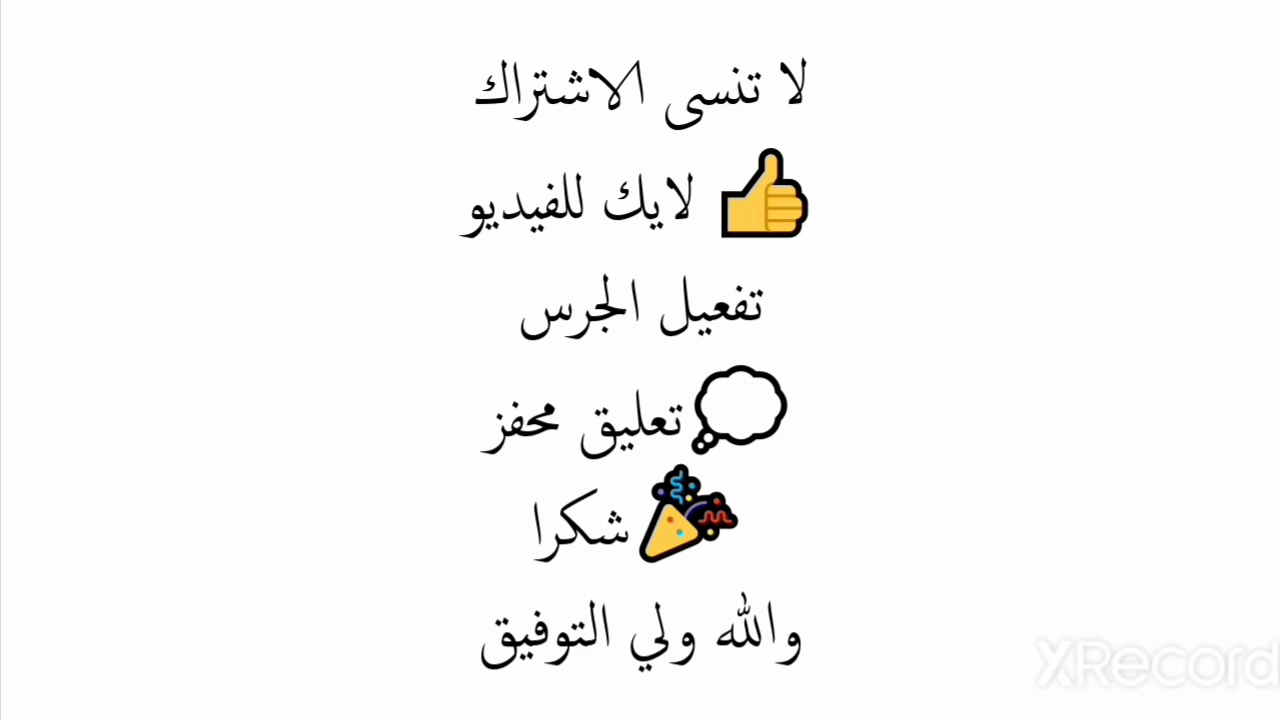 لا تنسى الاشتراك
👍 لايك للفيديو
تفعيل الجرس
💭تعليق محفز
🎉شكرا
والله ولي التوفيق
XRecord